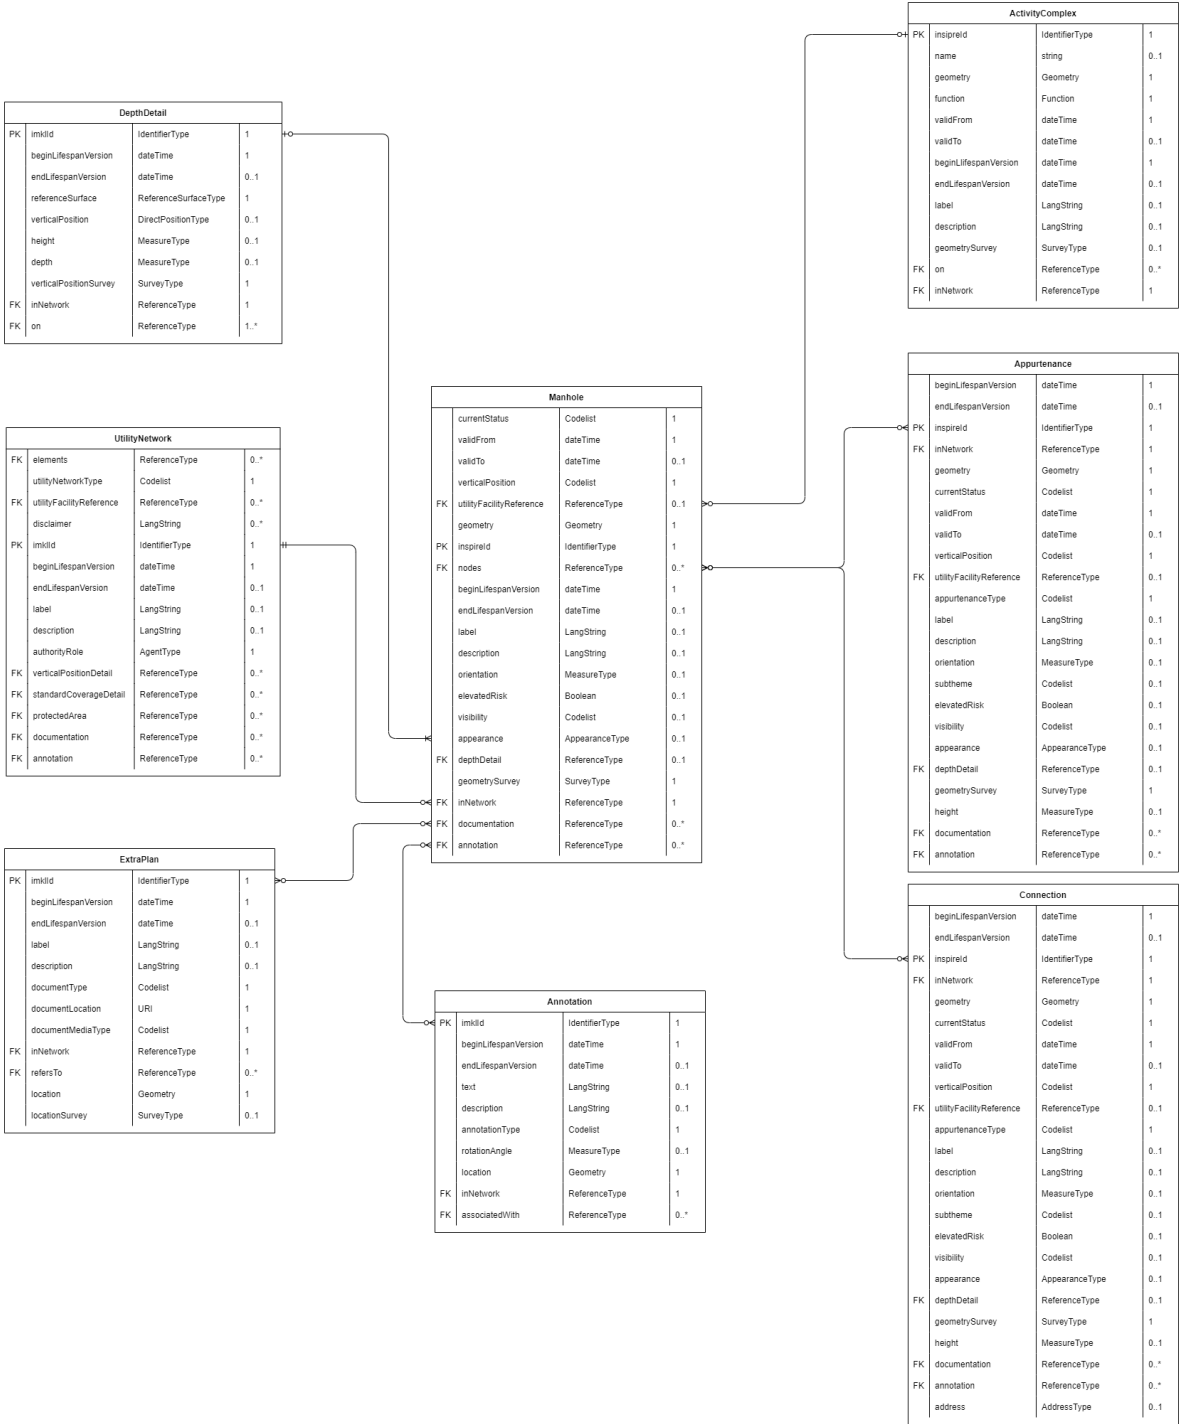 ActivityComplex
PK insipreId IdentifierType 1
name string 0..1
geometry Geometry 1
function Function 1
validFrom dateTime 1
validTo dateTime 0..1
beginLIifespanVersion dateTime 1
endLifespanVersion dateTime 0..1
label LangString 0..1
description LangString 0..1
geometrySurvey SurveyType 0..1
FK on ReferenceType 0..*
FK inNetwork ReferenceType 1
DepthDetail
PK imklId IdentifierType 1
beginLifespanVersion dateTime 1
endLifespanVersion dateTime 0..1
referenceSurface ReferenceSurfaceType 1
verticalPosition DirectPositionType 0..1
height MeasureType 0..1
depth MeasureType 0..1
verticalPositionSurvey SurveyType 1
FK inNetwork ReferenceType 1
FK on ReferenceType 1..*
Appurtenance
beginLifespanVersion dateTime 1
endLifespanVersion dateTime 0..1
PK inspireId IdentifierType 1
FK inNetwork ReferenceType 1
geometry Geometry 1
currentStatus Codelist 1
validFrom dateTime 1
validTo dateTime 0..1
verticalPosition Codelist 1
FK utilityFacilityReference ReferenceType 0..1
appurtenanceType Codelist 1
label LangString 0..1
description LangString 0..1
orientation MeasureType 0..1
subtheme Codelist 0..1
elevatedRisk Boolean 0..1
visibility Codelist 0..1
appearance AppearanceType 0..1
FK depthDetail ReferenceType 0..1
geometrySurvey SurveyType 1
height MeasureType 0..1
FK documentation ReferenceType 0..*
FK annotation ReferenceType 0..*
Manhole
currentStatus Codelist 1
validFrom dateTime 1
validTo dateTime 0..1
verticalPosition Codelist 1
FK utilityFacilityReference ReferenceType 0..1
geometry Geometry 1
PK inspireId IdentifierType 1
FK nodes ReferenceType 0..*
beginLifespanVersion dateTime 1
endLifespanVersion dateTime 0..1
label LangString 0..1
description LangString 0..1
orientation MeasureType 0..1
elevatedRisk Boolean 0..1
visibility Codelist 0..1
appearance AppearanceType 0..1
FK depthDetail ReferenceType 0..1
geometrySurvey SurveyType 1
FK inNetwork ReferenceType 1
FK documentation ReferenceType 0..*
FK annotation ReferenceType 0..*
UtilityNetwork
FK elements ReferenceType 0..*
utilityNetworkType Codelist 1
FK utilityFacilityReference ReferenceType 0..*
disclaimer LangString 0..*
PK imklId IdentifierType 1
beginLifespanVersion dateTime 1
endLifespanVersion dateTime 0..1
label LangString 0..1
description LangString 0..1
authorityRole AgentType 1
FK verticalPositionDetail ReferenceType 0..*
FK standardCoverageDetail ReferenceType 0..*
FK protectedArea ReferenceType 0..*
FK documentation ReferenceType 0..*
FK annotation ReferenceType 0..*
ExtraPlan
PK imklId IdentifierType 1
beginLifespanVersion dateTime 1
endLifespanVersion dateTime 0..1
label LangString 0..1
description LangString 0..1
documentType Codelist 1
documentLocation URI 1
documentMediaType Codelist 1
FK inNetwork ReferenceType 1
FK refersTo ReferenceType 0..*
location Geometry 1
locationSurvey SurveyType 0..1
Connection
beginLifespanVersion dateTime 1
endLifespanVersion dateTime 0..1
PK inspireId IdentifierType 1
FK inNetwork ReferenceType 1
geometry Geometry 1
currentStatus Codelist 1
validFrom dateTime 1
validTo dateTime 0..1
verticalPosition Codelist 1
FK utilityFacilityReference ReferenceType 0..1
appurtenanceType Codelist 1
label LangString 0..1
description LangString 0..1
orientation MeasureType 0..1
subtheme Codelist 0..1
elevatedRisk Boolean 0..1
visibility Codelist 0..1
appearance AppearanceType 0..1
FK depthDetail ReferenceType 0..1
geometrySurvey SurveyType 1
height MeasureType 0..1
FK documentation ReferenceType 0..*
FK annotation ReferenceType 0..*
address AddressType 0..1
Annotation
PK imklId IdentifierType 1
beginLifespanVersion dateTime 1
endLifespanVersion dateTime 0..1
text LangString 0..1
description LangString 0..1
annotationType Codelist 1
rotationAngle MeasureType 0..1
location Geometry 1
FK inNetwork ReferenceType 1
FK associatedWith ReferenceType 0..*